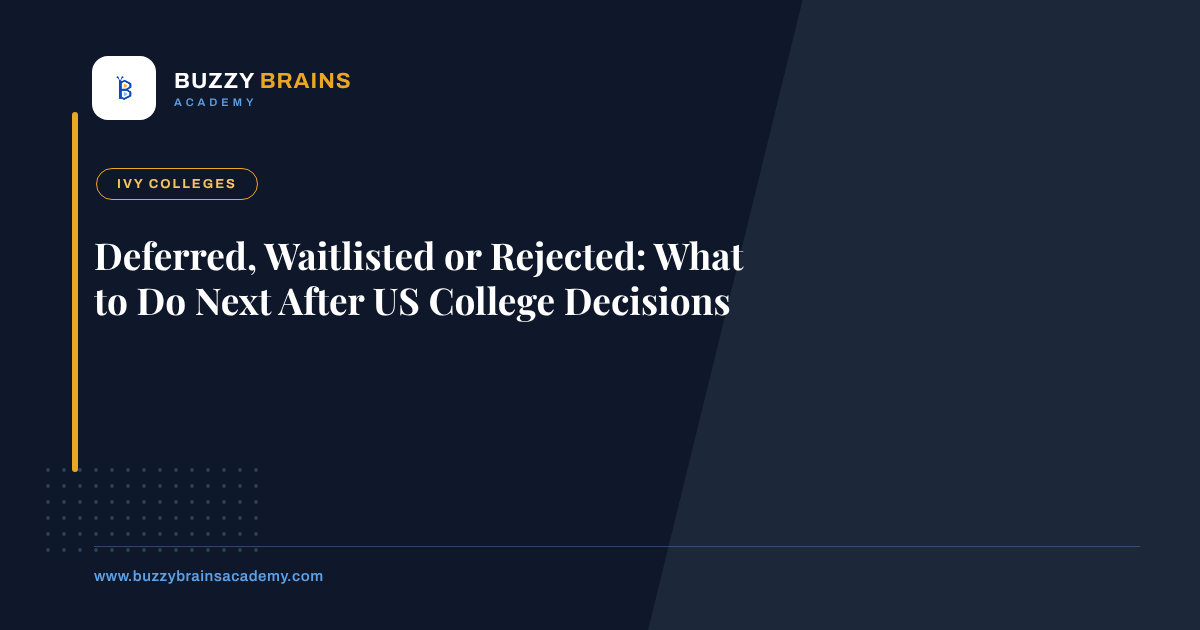 BUZZY BRAINS
ACADEMY
IVY COLLEGES
Deferred, Waitlisted or Rejected: What
to Do Next After US College Decisions
www.buzzybrainsacademy.com